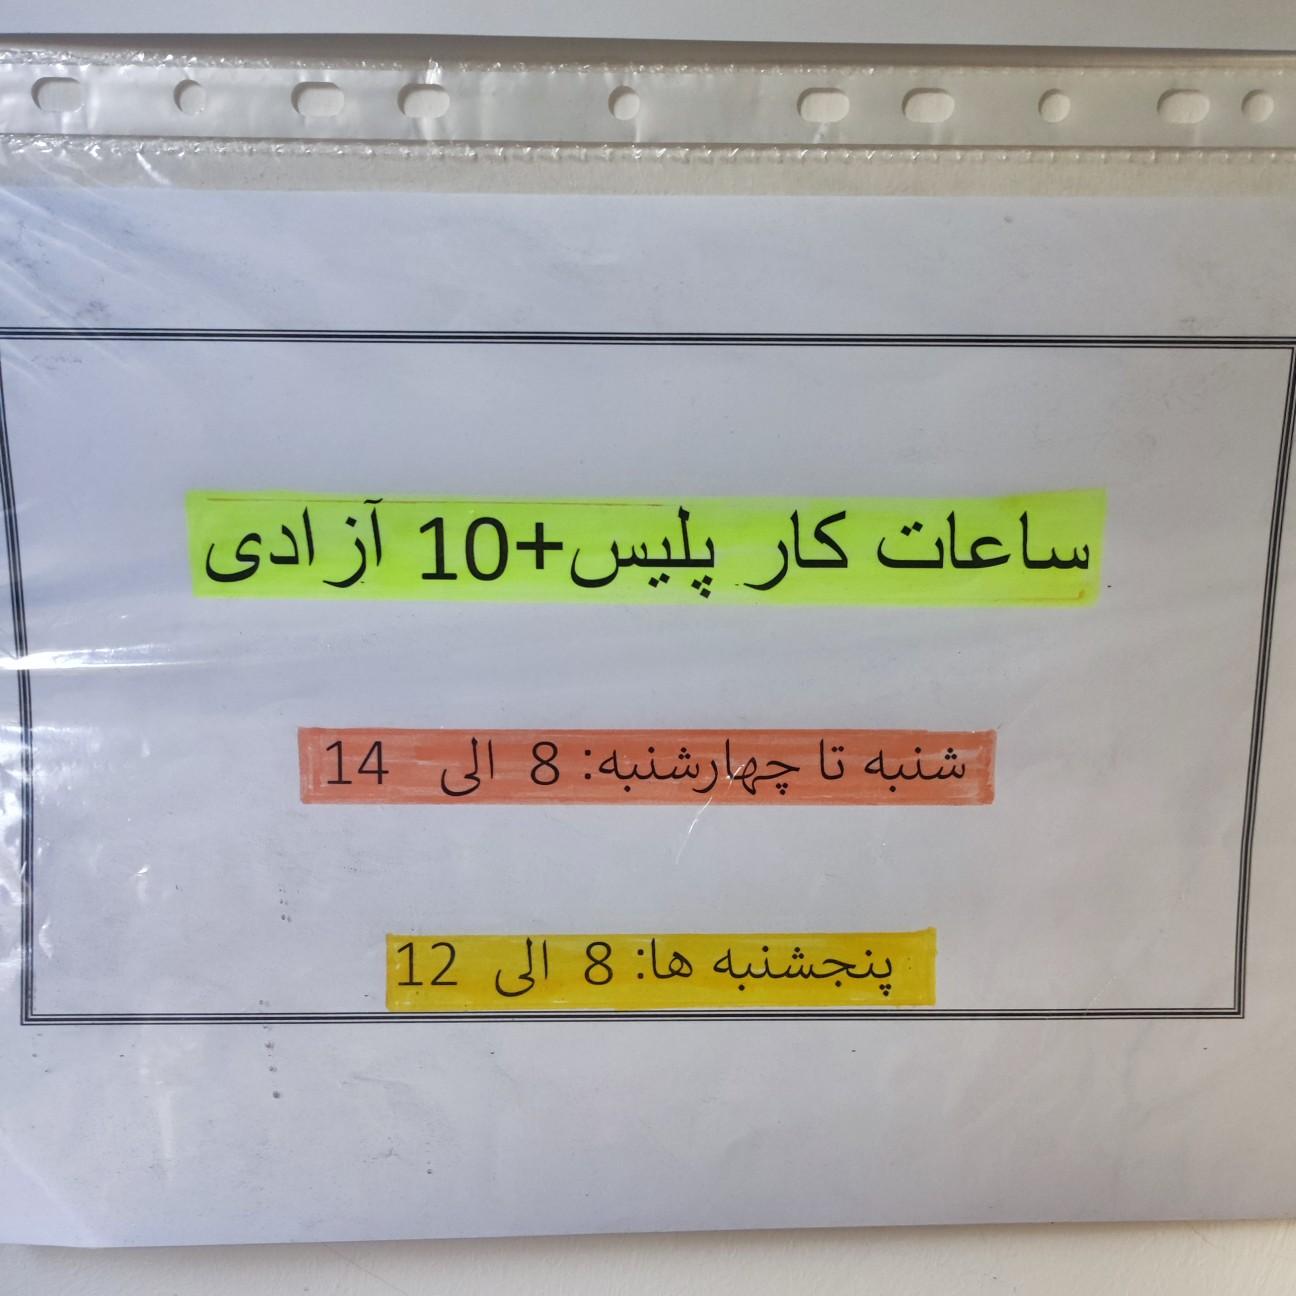 ساعات کار پلیس+10 آزادی
شنبه تا چهارشنبه: 8 الی 14
پنجشنبه ها: 8 الی 12